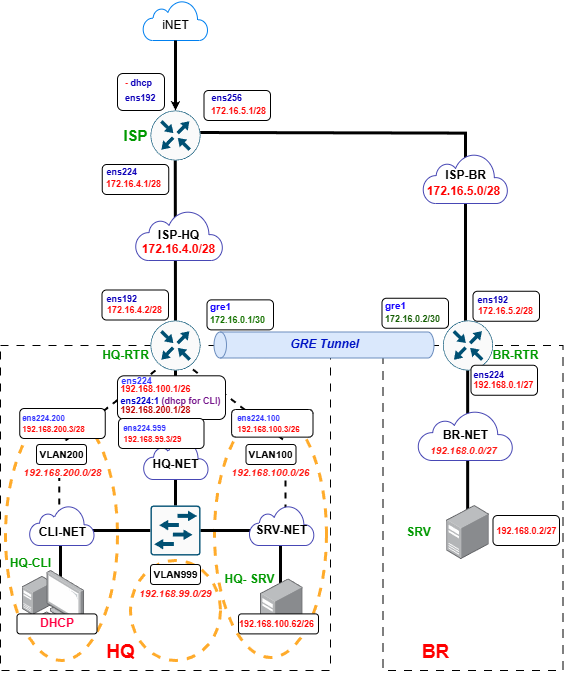 iNET
- dhcp
ens192
ens256
172.16.5.1/28
ISP
ens224
172.16.4.1/28
ISP-BR
172.16.5.0/28
ISP-HQ
172.16.4.0/28
ens192
172.16.4.2/28
gre1
172.16.0.1/30
gre1
172.16.0.2/30
ens192
172.16.5.2/28
HQ-RTR
GRE Tunnel
BR-RTR
ens224
192.168.100.1/26
ens224:1 (dhcp for CLI)
192.168.200.1/28
ens224
192.168.0.1/27
ens224.200
192.168.200.3/28
ens224.999
192.168.99.3/29
ens224.100
192.168.100.3/26
VLAN200
192.168.200.0/28
HQ-NET
VLAN100
192.168.100.0/26
BR-NET
192.168.0.0/27
CLI-NET
SRV-NET
SRV
192.168.0.2/27
HQ-CLI
VLAN999
192.168.99.0/29
HQ- SRV
DHCP
192.168.100.62/26
HQ
BR